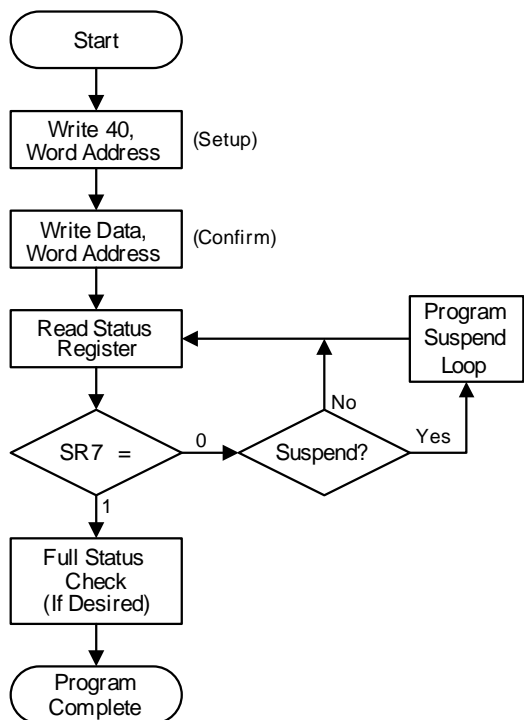 Start
Write 40,
Word Address
(Setup)
Write Data,
Word Address
(Confirm)
Read Status
Register
Program
Suspend
Loop
No
SR7 =
0
Suspend?
Yes
1
Full Status
Check
(If Desired)
Program
Complete